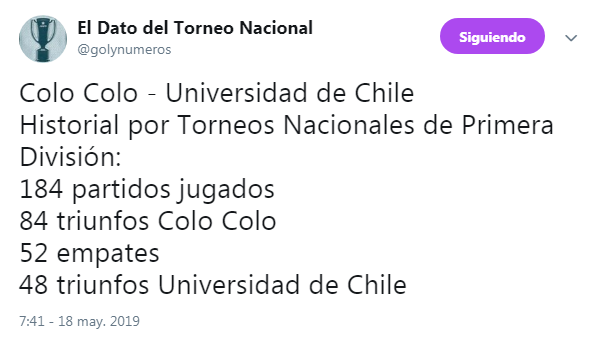 El Dato del Torneo Nacional
@golynumeros
Siguiendo
Colo Colo - Universidad de Chile
Historial por Torneos Nacionales de Primera
División:
184 partidos jugados
84 triunfos Colo Colo
52 empates
48 triunfos Universidad de Chile
7:41 - 18 may. 2019